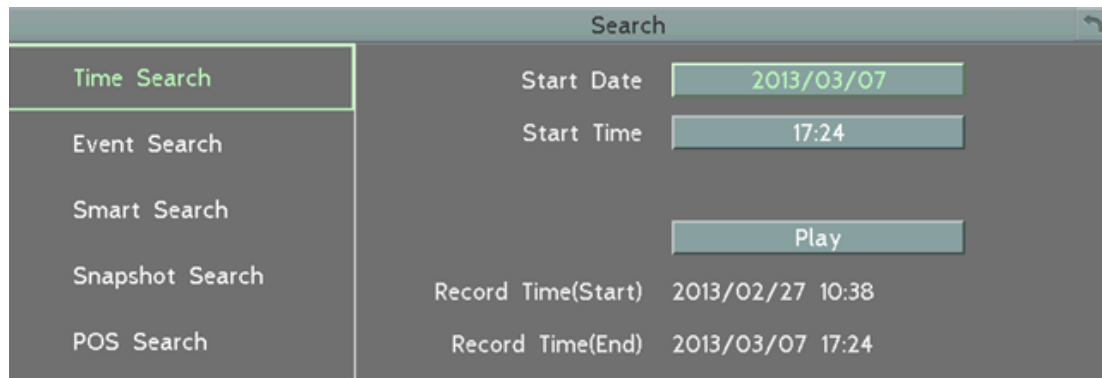 Search
Time Search
Event Search
Smart Search
Snapshot Search
POS Search
Start Date 2013/03/07
Start Time 17:24
Play
Record Time(Start) 2013/02/27 10:38
Record Time(End) 2013/03/07 17:24